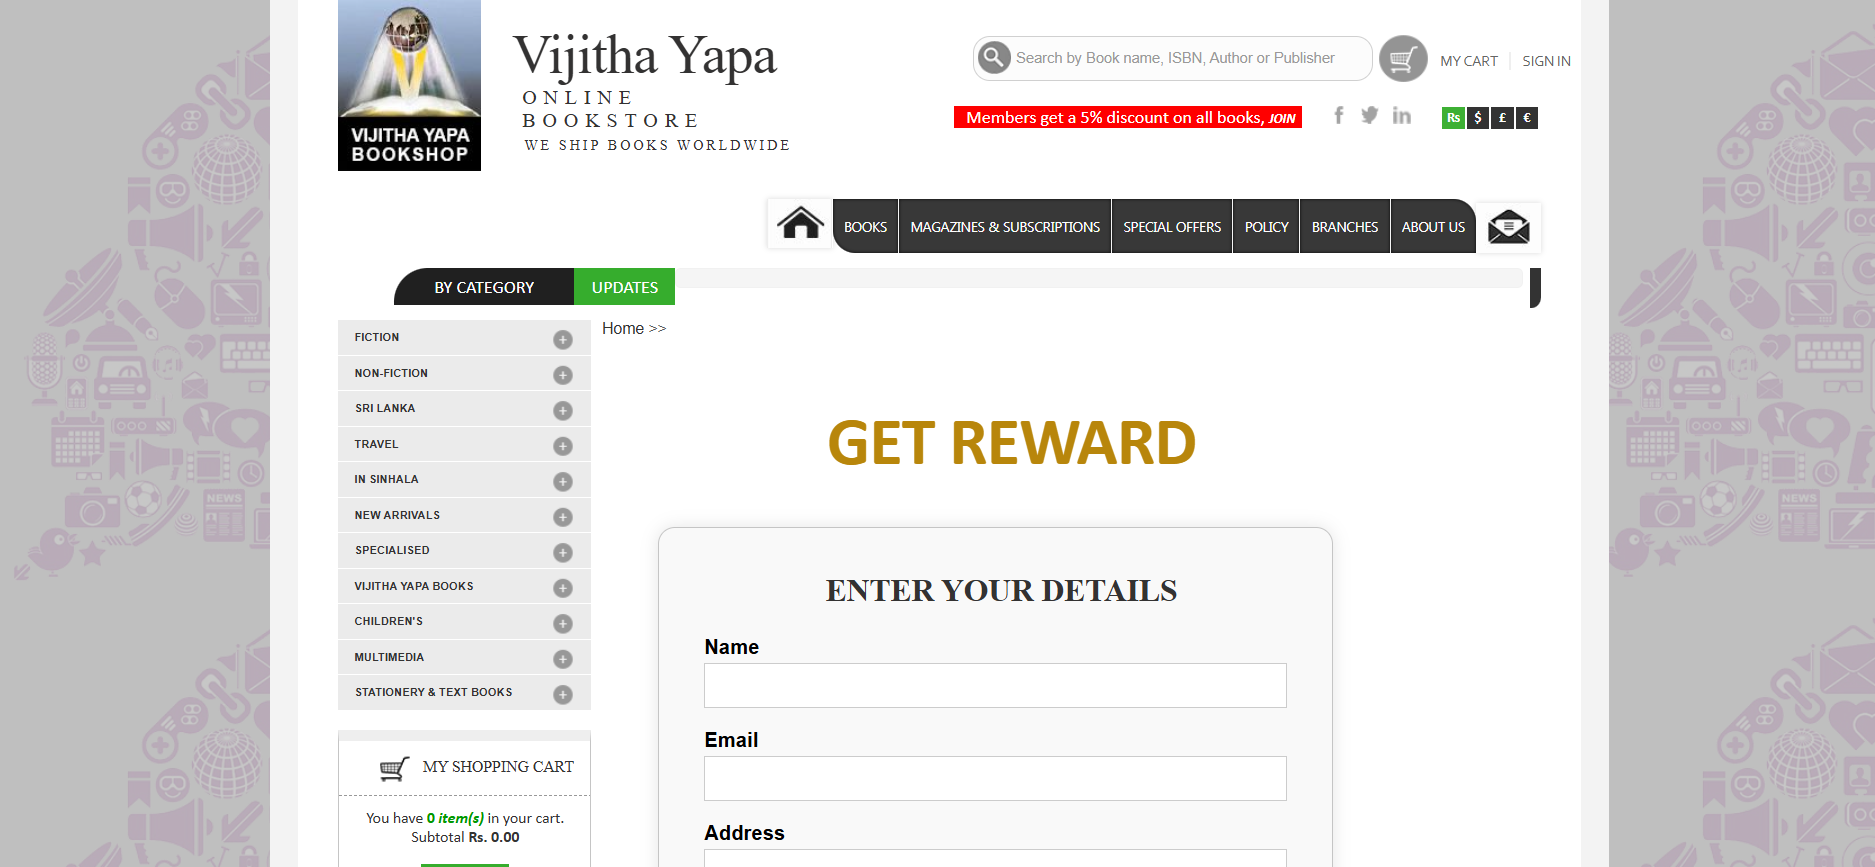 VIJITHA YAPA
BOOKSHOP
Vijitha Yapa
ONLINE
BOOKSTORE
WE SHIP BOOKS WORLDWIDE
Search by Book name, ISBN, Author or Publisher
MY CART
SIGN IN
Members get a 5% discount on all books, JOIN
f
in
Rs $ £ €
BOOKS
MAGAZINES & SUBSCRIPTIONS
SPECIAL OFFERS
POLICY
BRANCHES
ABOUT US
BY CATEGORY
UPDATES
Home >>
FICTION
NON-FICTION
SRI LANKA
TRAVEL
IN SINHALA
NEW ARRIVALS
SPECIALISED
VIJITHA YAPA BOOKS
CHILDREN'S
MULTIMEDIA
STATIONERY & TEXT BOOKS
MY SHOPPING CART
You have 0 item(s) in your cart.
Subtotal Rs. 0.00
GET REWARD
ENTER YOUR DETAILS
Name
Email
Address
NEWS
NEWS